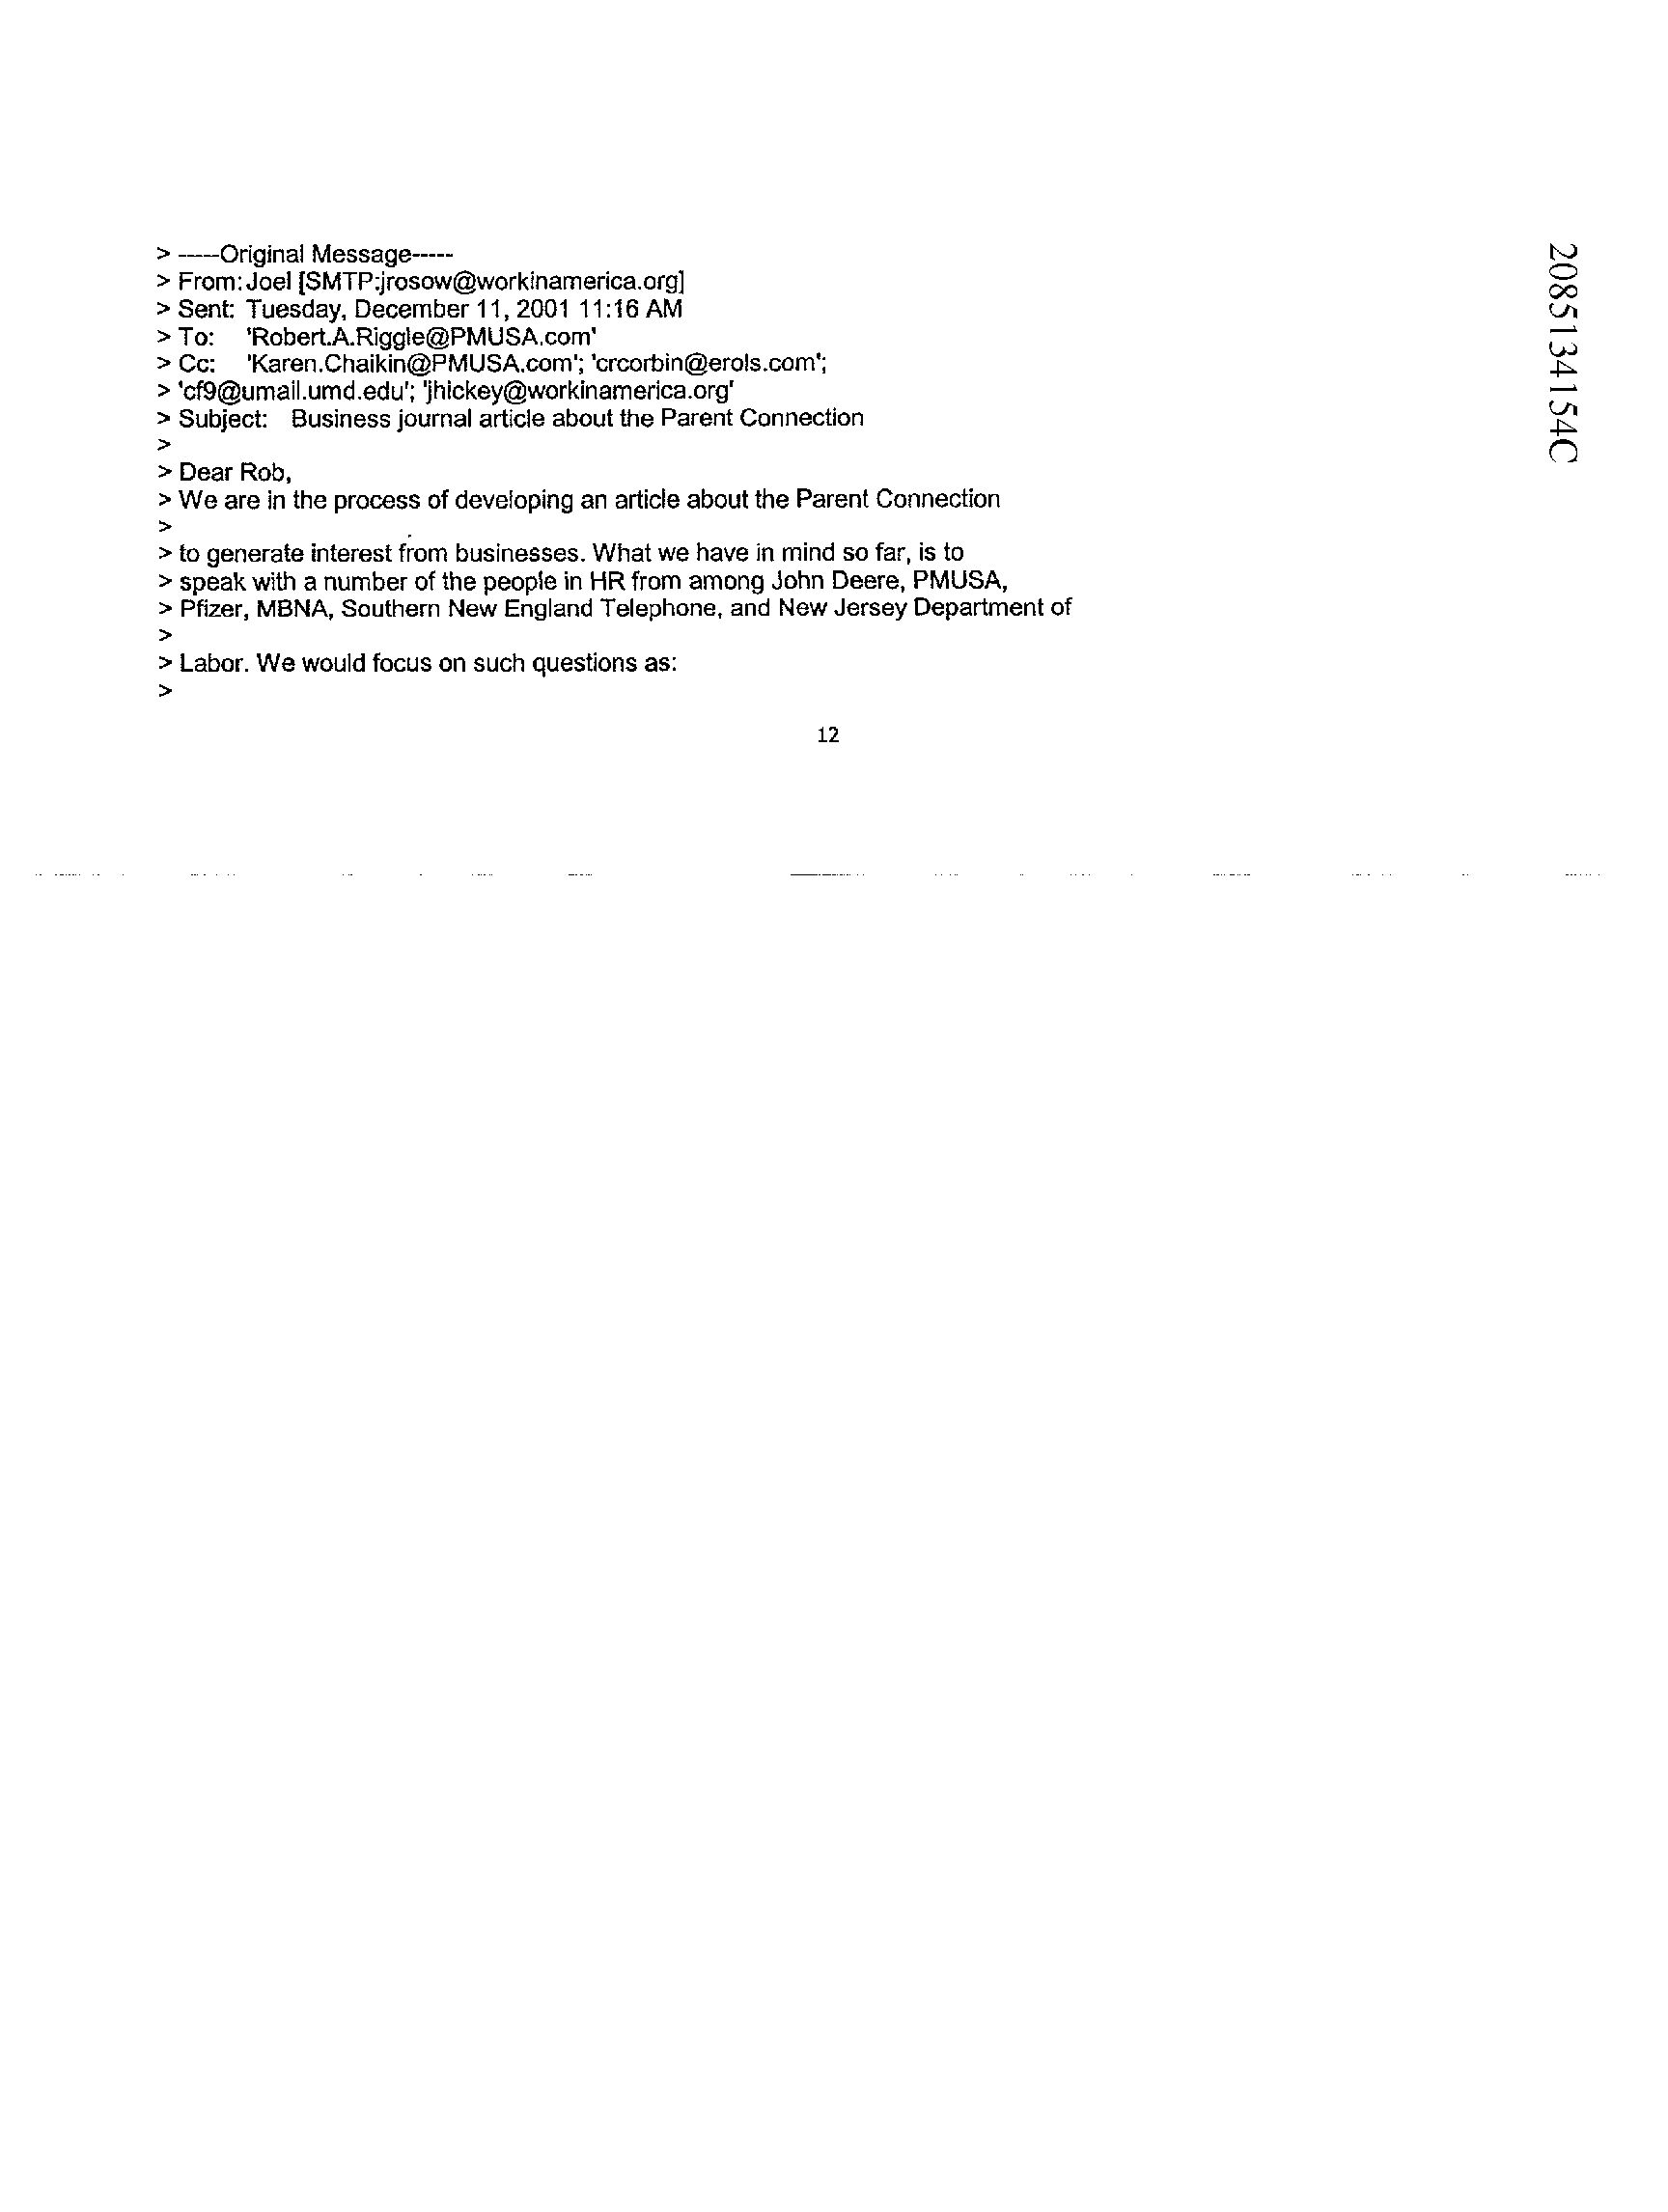 > -----Original Message-----
> From: Joel [SMTP:jrosow@workinamerica.org]
> Sent: Tuesday, December 11, 2001 11:16 AM
> To: 'Robert.A.Riggle@PMUSA.com'
> Cc: 'Karen.Chaikin@PMUSA.com'; 'crcorbin@erols.com';
> 'cf9@umail.umd.edu'; 'jhickey@workinamerica.org'
> Subject: Business journal article about the Parent Connection
>
> Dear Rob,
> We are in the process of developing an article about the Parent Connection
>
> to generate interest from businesses. What we have in mind so far, is to
> speak with a number of the people in HR from among John Deere, PMUSA,
> Pfizer, MBNA, Southern New England Telephone, and New Jersey Department of
>
> Labor. We would focus on such questions as:
>
12
2085134154C